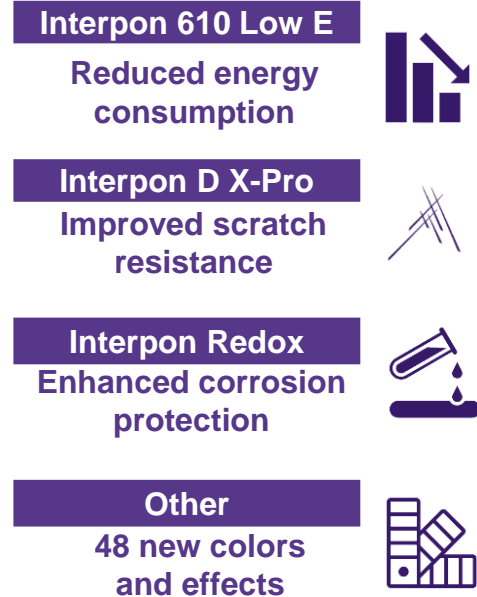 Interpon 610 Low E
Reduced energy
consumption
Interpon D X-Pro
Improved scratch
resistance
Interpon Redox
Enhanced corrosion
protection
Other
48 new colors
and effects